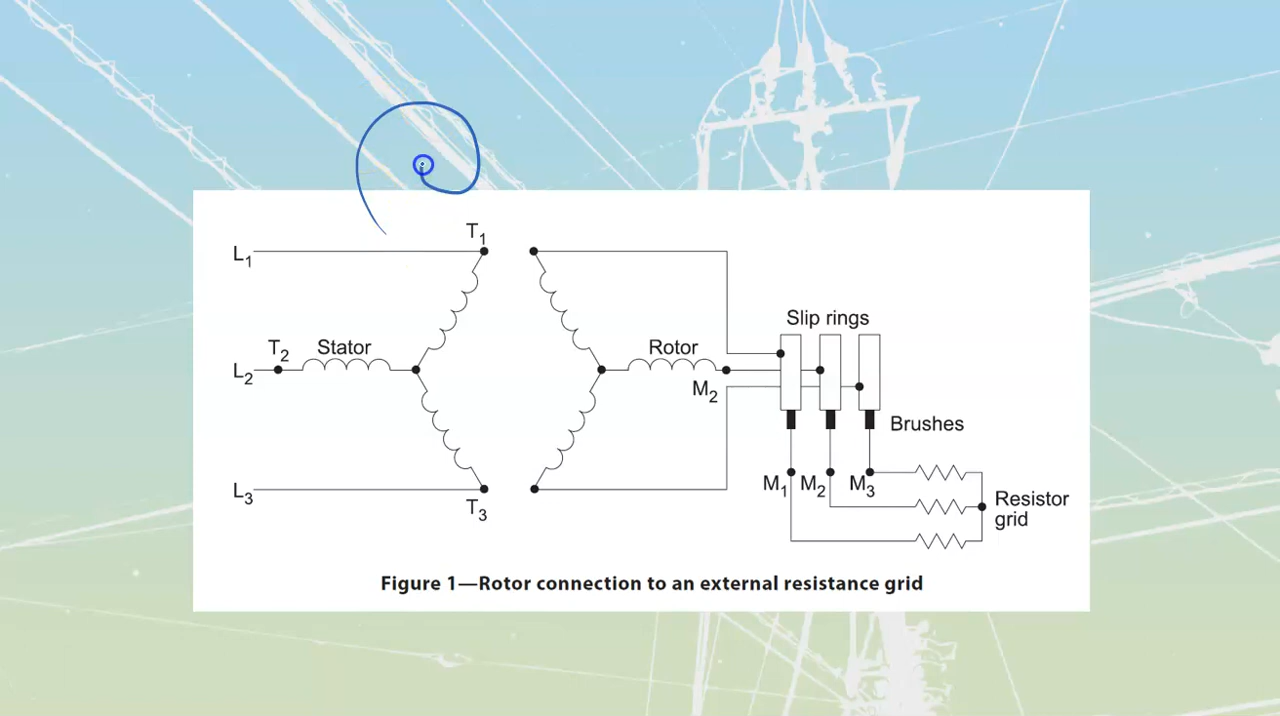 T1
L1
Slip rings
T2 Stator
Rotor
L2
M2
Brushes
M1 M2 M3
L3
Resistor
grid
T3
Figure 1—Rotor connection to an external resistance grid